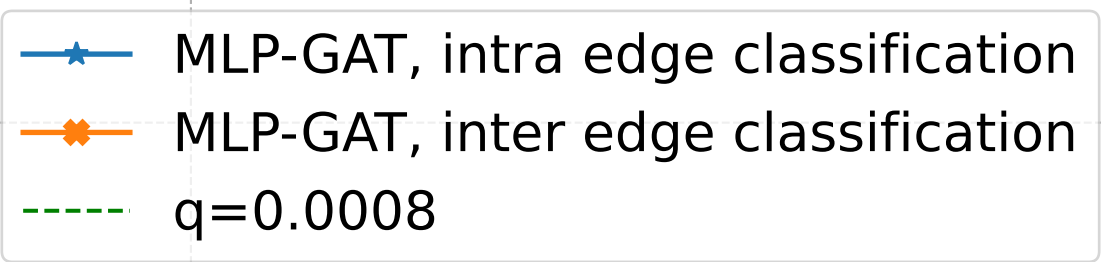 MLP-GAT, intra edge classification
MLP-GAT, inter edge classification
q=0.0008